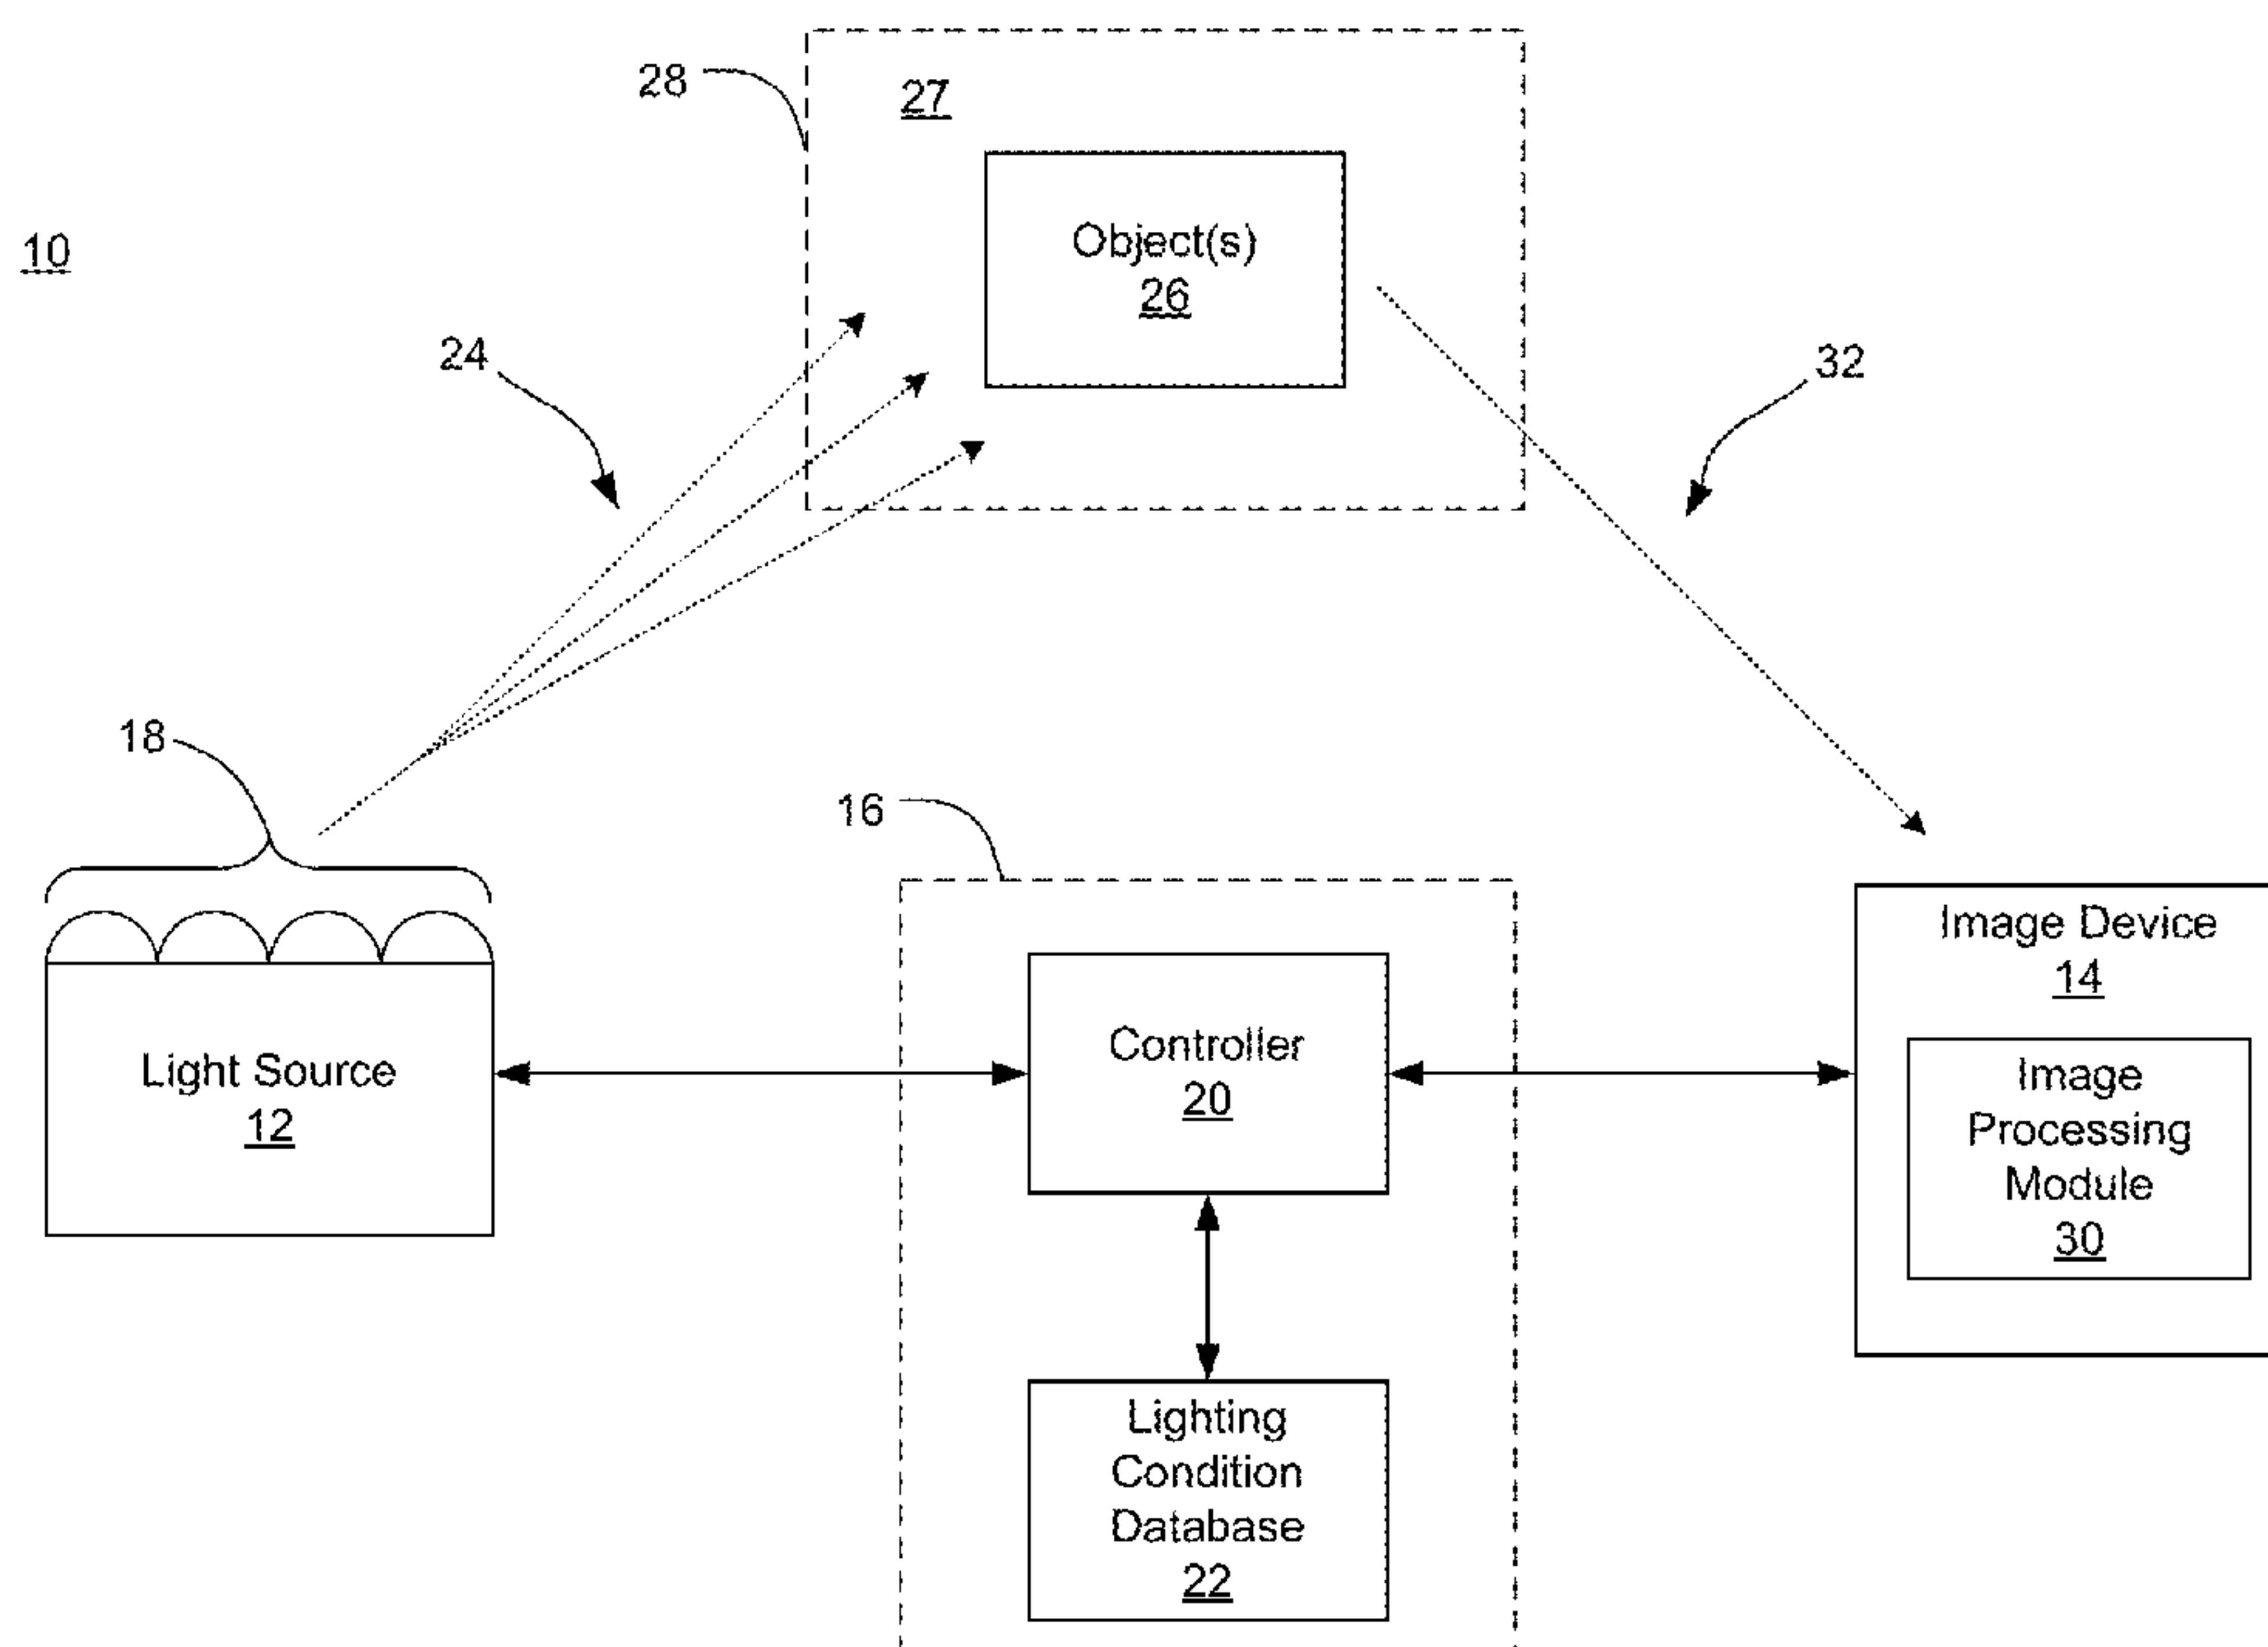 28
27
10
Object(s)
26
24
32
18
16
Image Device
14
Controller
20
Light Source
12
Image
Processing
Module
30
Lighting
Condition
Database
22